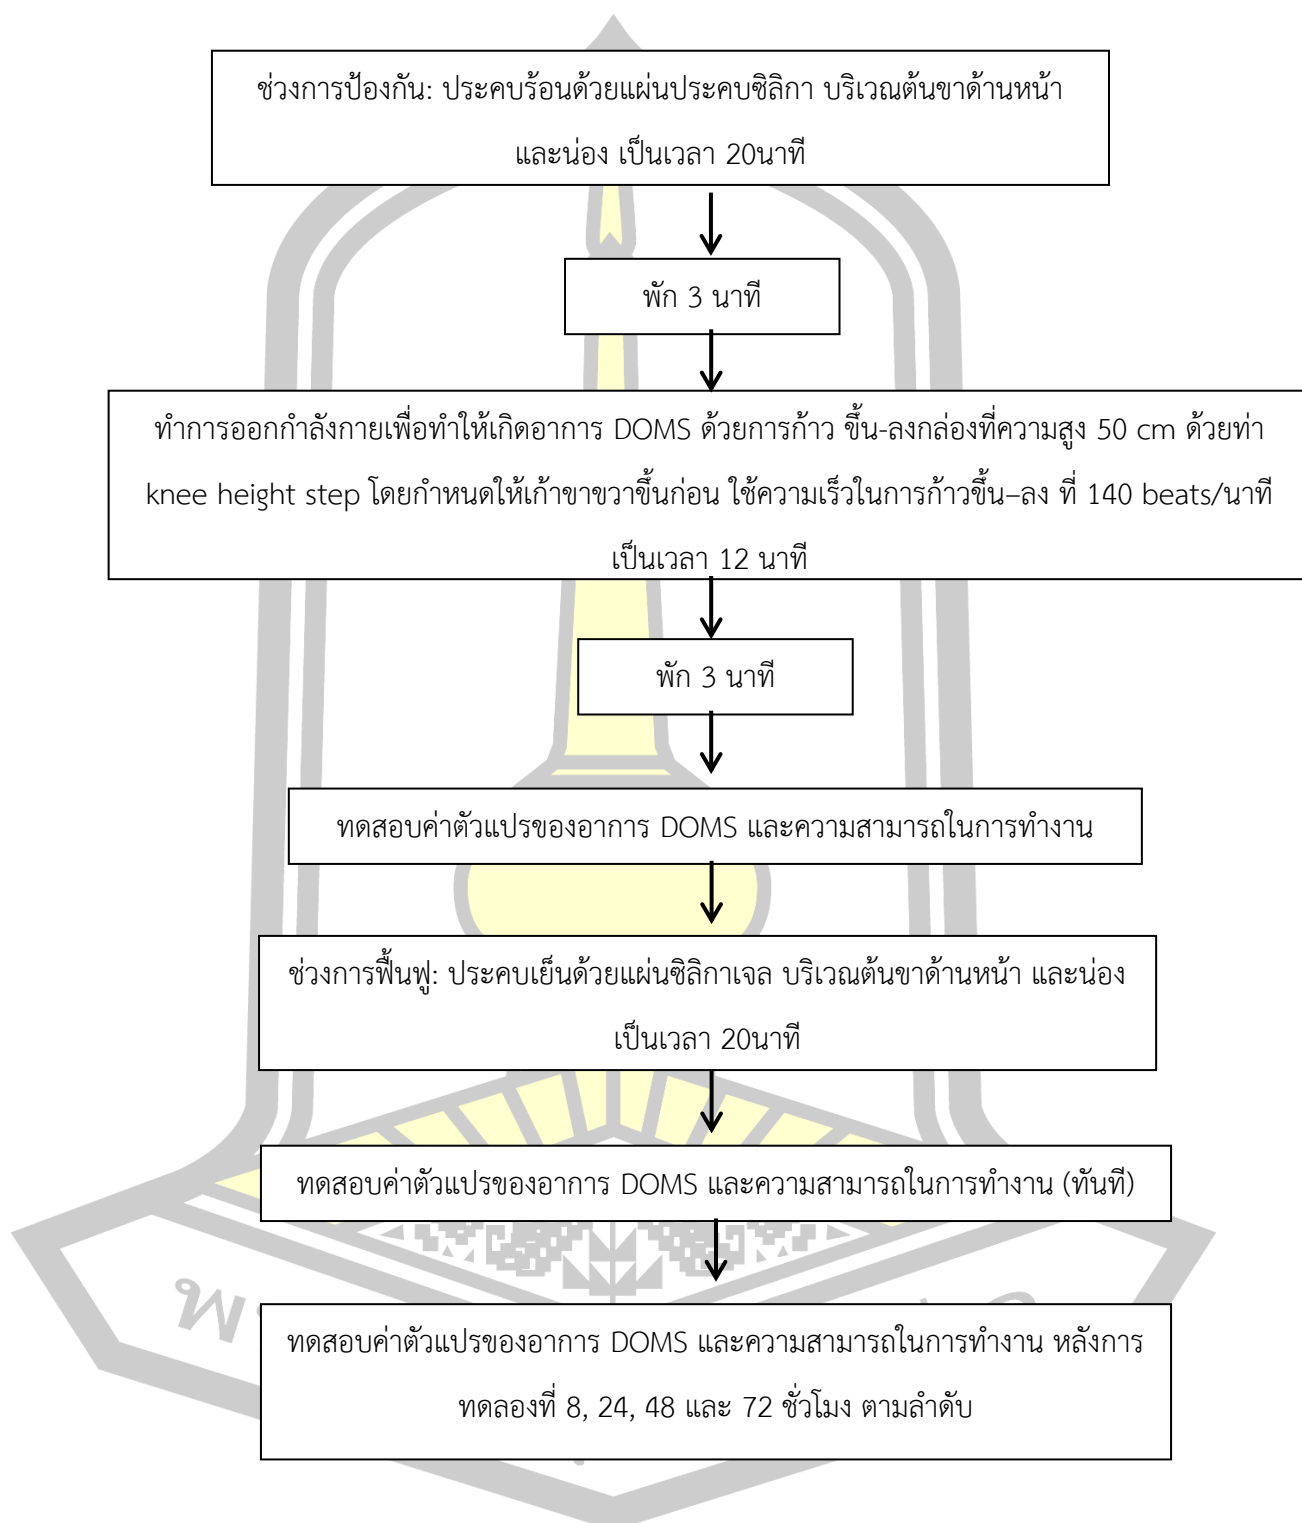 ช่วงการป้องกัน: ประคบร้อนด้วยแผ่นประคบซิลิกา บริเวณต้นขาด้านหน้า
และน่อง เป็นเวลา 20นาที
พัก 3 นาที
ทำการออกกำลังกายเพื่อทำให้เกิดอาการ DOMS ด้วยการก้าว ขึ้น-ลงกล่องที่ความสูง 50 cm ด้วยท่า
knee height step โดยกำหนดให้เก้าขาขวาขึ้นก่อน ใช้ความเร็วในการก้าวขึ้น–ลง ที่ 140 beats/นาที
เป็นเวลา 12 นาที
พัก 3 นาที
ทดสอบค่าตัวแปรของอาการ DOMS และความสามารถในการทำงาน
ช่วงการฟื้นฟู: ประคบเย็นด้วยแผ่นซิลิกาเจล บริเวณต้นขาด้านหน้า และน่อง
เป็นเวลา 20นาที
ทดสอบค่าตัวแปรของอาการ DOMS และความสามารถในการทำงาน (ทันที)
ทดสอบค่าตัวแปรของอาการ DOMS และความสามารถในการทำงาน หลังการ
ทดลองที่ 8, 24, 48 และ 72 ชั่วโมง ตามลำดับ